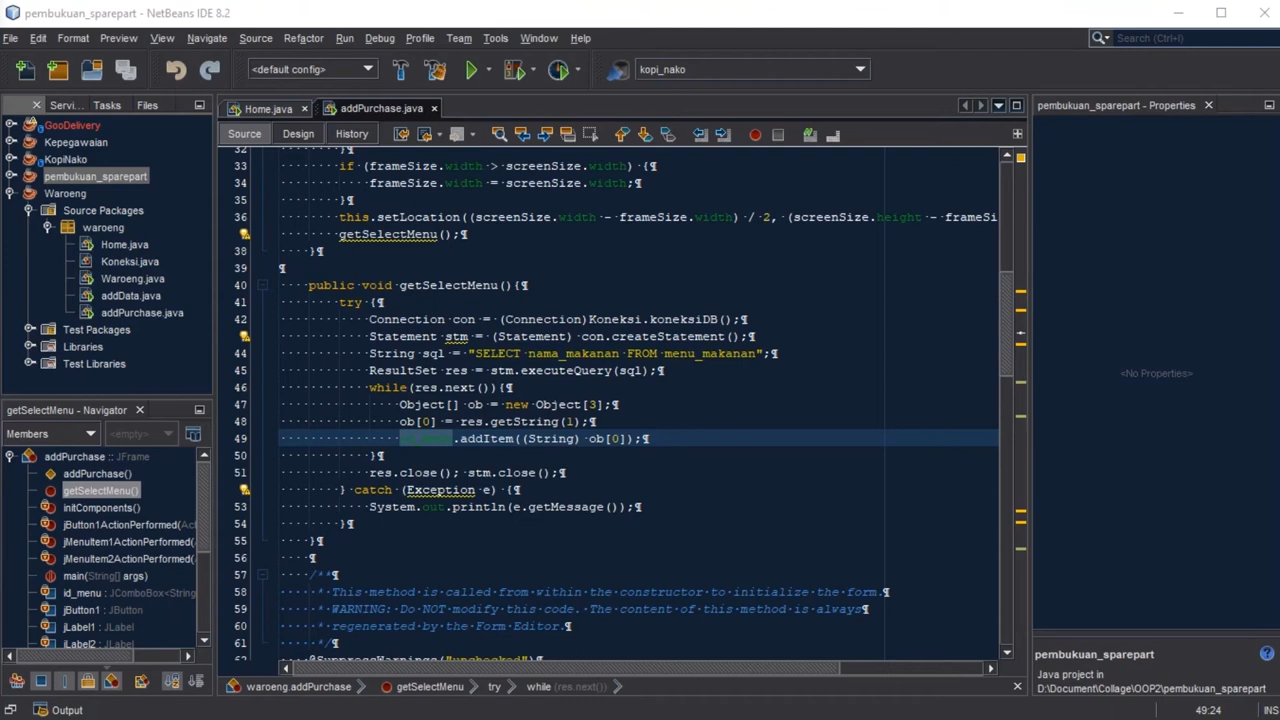 pembukuan_sparepart - NetBeans IDE 8.2
File Edit Format Preview View Navigate Source Refactor Run Debug Profile Team Tools Window Help
Search (Ctrl+I)
<default config>
kopi_nako
Servi... Tasks Files
Home.java addPurchase.java
pembukuan_sparepart - Properties
GooDelivery
Kepegawaian
KopiNako
pembukuan_sparepart
Waroeng
Source Packages
waroeng
Home.java
Koneksi.java
Waroeng.java
addData.java
addPurchase.java
Test Packages
Libraries
Test Libraries
Source Design History
32 ········}¶
33 ········if·(frameSize.width·>·screenSize.width)·{¶
34 ············frameSize.width·=·screenSize.width;¶
35 ········}¶
36 ········this.setLocation((screenSize.width·-·frameSize.width)·/·2,·(screenSize.height·-·frameSi
········getSelectMenu();¶
38 ····}¶
39 ¶
40 ····public·void·getSelectMenu(){¶
41 ········try·{¶
42 ············Connection·con·=·(Connection)Koneksi.koneksiDB();¶
············Statement·stm·=·(Statement)·con.createStatement();¶
44 ············String·sql·=·"SELECT·nama_makanan·FROM·menu_makanan";¶
45 ············ResultSet·res·=·stm.executeQuery(sql);¶
46 ············while(res.next()){¶
47 ················Object[]·ob·=·new·Object[3];¶
48 ················ob[0]·=·res.getString(1);¶
49 ················.addItem((String)·ob[0]);¶
50 ············}¶
51 ············res.close();·stm.close();¶
········}·catch·(Exception·e)·{¶
53 ············System.out.println(e.getMessage());¶
54 ········}¶
55 ····}¶
56 ····¶
57 ····/**¶
58 ·····*·This·method·is·called·from·within·the·constructor·to·initialize·the·form.¶
59 ·····*·WARNING:·Do·NOT·modify·this·code.·The·content·of·this·method·is·always¶
60 ·····*·regenerated·by·the·Form·Editor.¶
61 ·····*/¶
62 ····@SuppressWarnings("unchecked")¶
<No Properties>
getSelectMenu - Navigator
Members
<empty>
addPurchase :: JFrame
addPurchase()
getSelectMenu()
initComponents()
jButton1ActionPerformed(Act
jMenuItem1ActionPerformed(
jMenuItem2ActionPerformed(
main(String[] args)
id_menu : JComboBox<String
jButton1 : JButton
jLabel1 : JLabel
jLabel2 : JLabel
pembukuan_sparepart
Java project in
D:\Document\Collage\OOP2\pembukuan_sparepart
waroeng.addPurchase getSelectMenu try while (res.next())
Output
49:24 INS